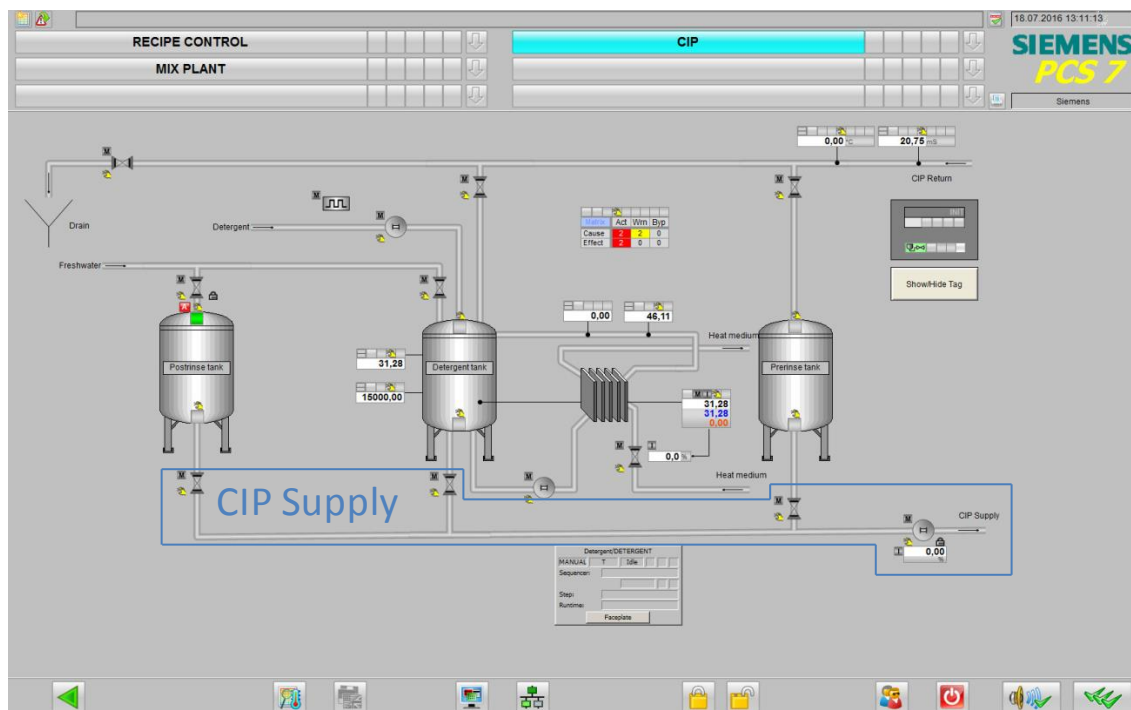 18.07.2016 13:11:13
RECIPE CONTROL
CIP
SIEMENS
MIX PLANT
PCS 7
Siemens
0,00 °C
20,75 mS
M
CIP Return
M
M
M
INIT
M
Drain
Detergent
Matrix Act Wrn Byp
Cause 2 2 0
Effect 2 0 0
Freshwater
M
M
Show/Hide Tag
0,00
46,11
Heat medium
Postrinse tank
31,28
Detergent tank
Prerinse tank
15000,00
M I
31,28
31,28
0,00
M
I
0,0 %
M
M
M
Heat medium
CIP Supply
M
CIP Supply
M
I
0,00
%
Detergent/DETERGENT
MANUAL T Idle
Sequencer:
Step:
Runtime:
Faceplate